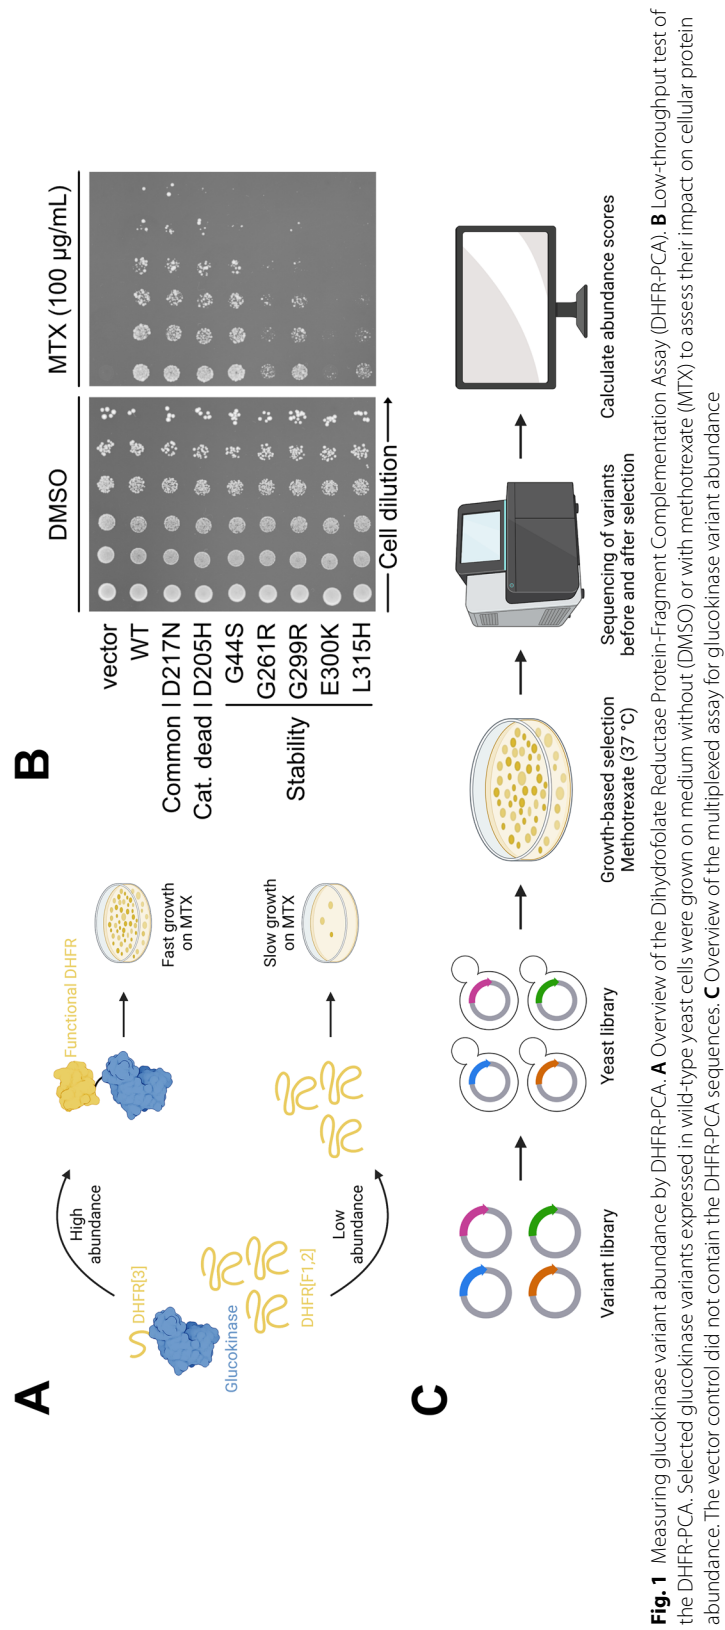 A
DHFR[3]
Glucokinase
DHFR[F1,2]
High
abundance
Low
abundance
Functional DHFR
Fast growth
on MTX
Slow growth
on MTX
B
DMSO
MTX (100 µg/mL)
vector
WT
Common | D217N
Cat. dead | D205H
Stability
G44S
G261R
G299R
E300K
L315H
Cell dilution
C
Variant library
Yeast library
Growth-based selection
Methotrexate (37 °C)
Sequencing of variants
before and after selection
Calculate abundance scores
Fig. 1 Measuring glucokinase variant abundance by DHFR-PCA. A Overview of the Dihydrofolate Reductase Protein-Fragment Complementation Assay (DHFR-PCA). B Low-throughput test of
the DHFR-PCA. Selected glucokinase variants expressed in wild-type yeast cells were grown on medium without (DMSO) or with methotrexate (MTX) to assess their impact on cellular protein
abundance. The vector control did not contain the DHFR-PCA sequences. C Overview of the multiplexed assay for glucokinase variant abundance